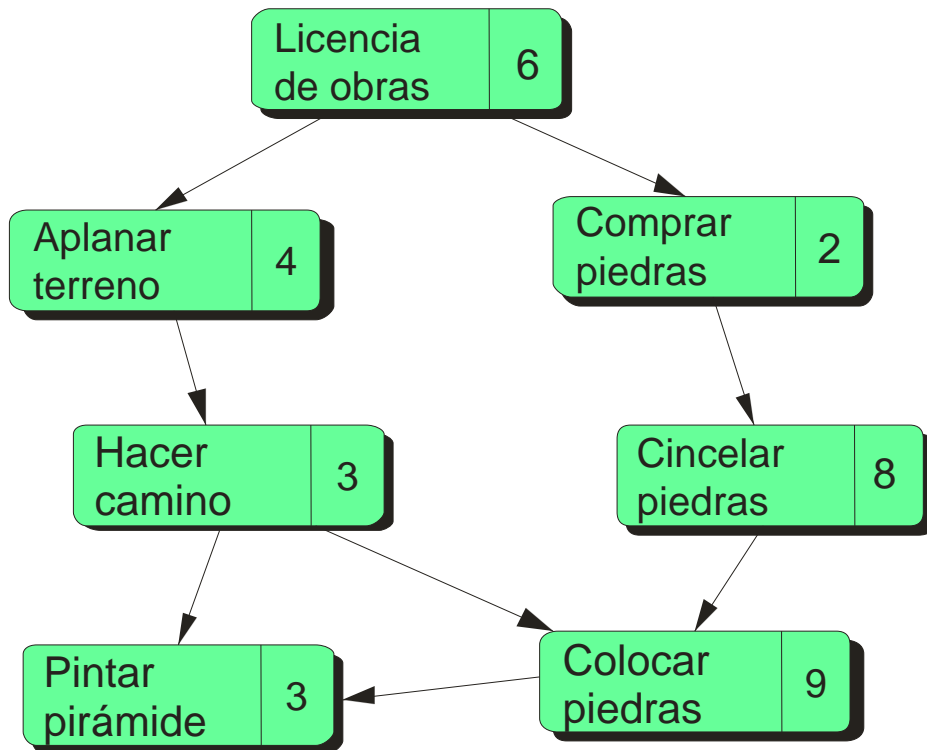 Licencia
de obras
6
Aplanar
terreno
4
Comprar
piedras
2
Hacer
camino
3
Cincelar
piedras
8
Pintar
pirámide
3
Colocar
piedras
9